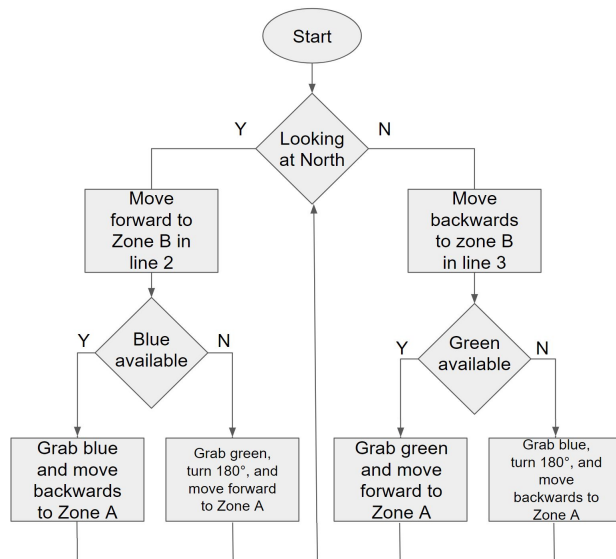 Start
Y
N
Looking
at North
Move
forward to
Zone B in
line 2
Move
backwards
to zone B
in line 3
Y
Blue
available
N
Y
Green
available
N
Grab blue
and move
backwards
to Zone A
Grab green,
turn 180°, and
move forward
to Zone A
Grab green
and move
forward to
Zone A
Grab blue,
turn 180°, and
move
backwards to
Zone A